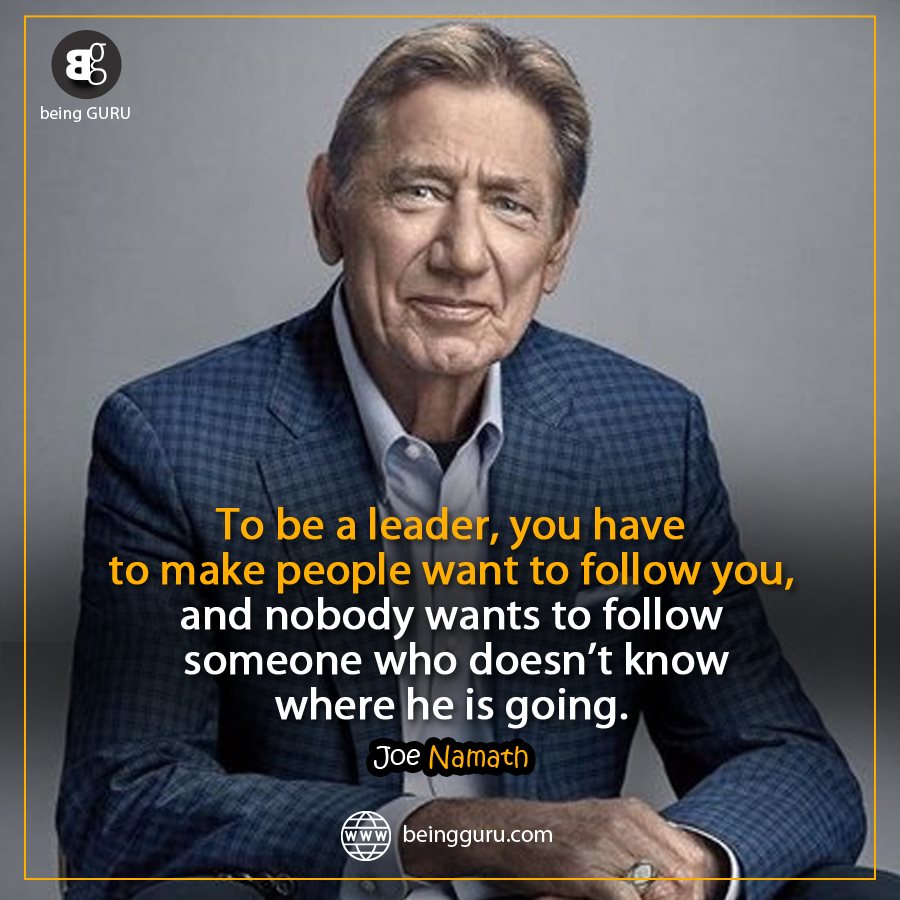 Bg
being GURU
To be a leader, you have
to make people want to follow you,
and nobody wants to follow
someone who doesn’t know
where he is going.
Joe Namath
www beingguru.com